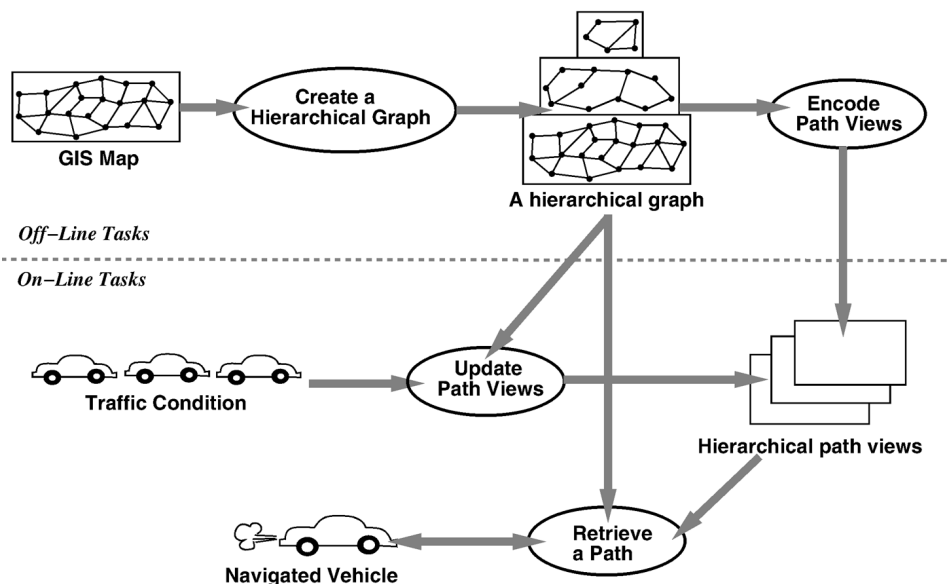 Create a
Hierarchical Graph
Encode
Path Views
GIS Map
A hierarchical graph
Off−Line Tasks
On−Line Tasks
Update
Path Views
Traffic Condition
Hierarchical path views
Retrieve
a Path
Navigated Vehicle